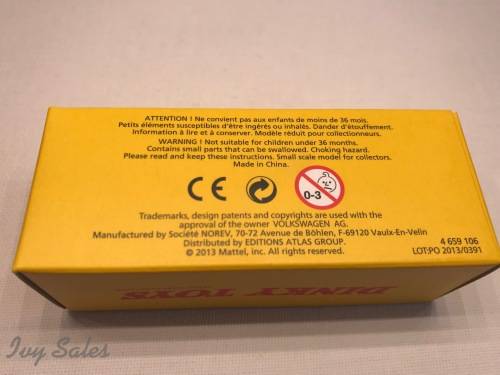 ATTENTION ! Ne convient pas aux enfants de moins de 36 mois.
Petits éléments susceptibles d'être ingérés ou inhalés. Danger d'étouffement.
Information à lire et à conserver. Modèle réduit pour collectionneurs.
WARNING ! Not suitable for children under 36 months.
Contains small parts that can be swallowed. Choking hazard.
Please read and keep these instructions. Small scale model for collectors.
Made in China.
CE
0-3
Trademarks, design patents and copyrights are used with the
approval of the owner VOLKSWAGEN AG.
Manufactured by Société NOREV, 70-72 Avenue de Böhlen, F-69120 Vaulx-En-Velin
Distributed by EDITIONS ATLAS GROUP.
© 2013 Mattel, inc. All rights reserved.
4 659 106
LOT:PO 2013/0391
DINKY TOYS
Ivy Sales